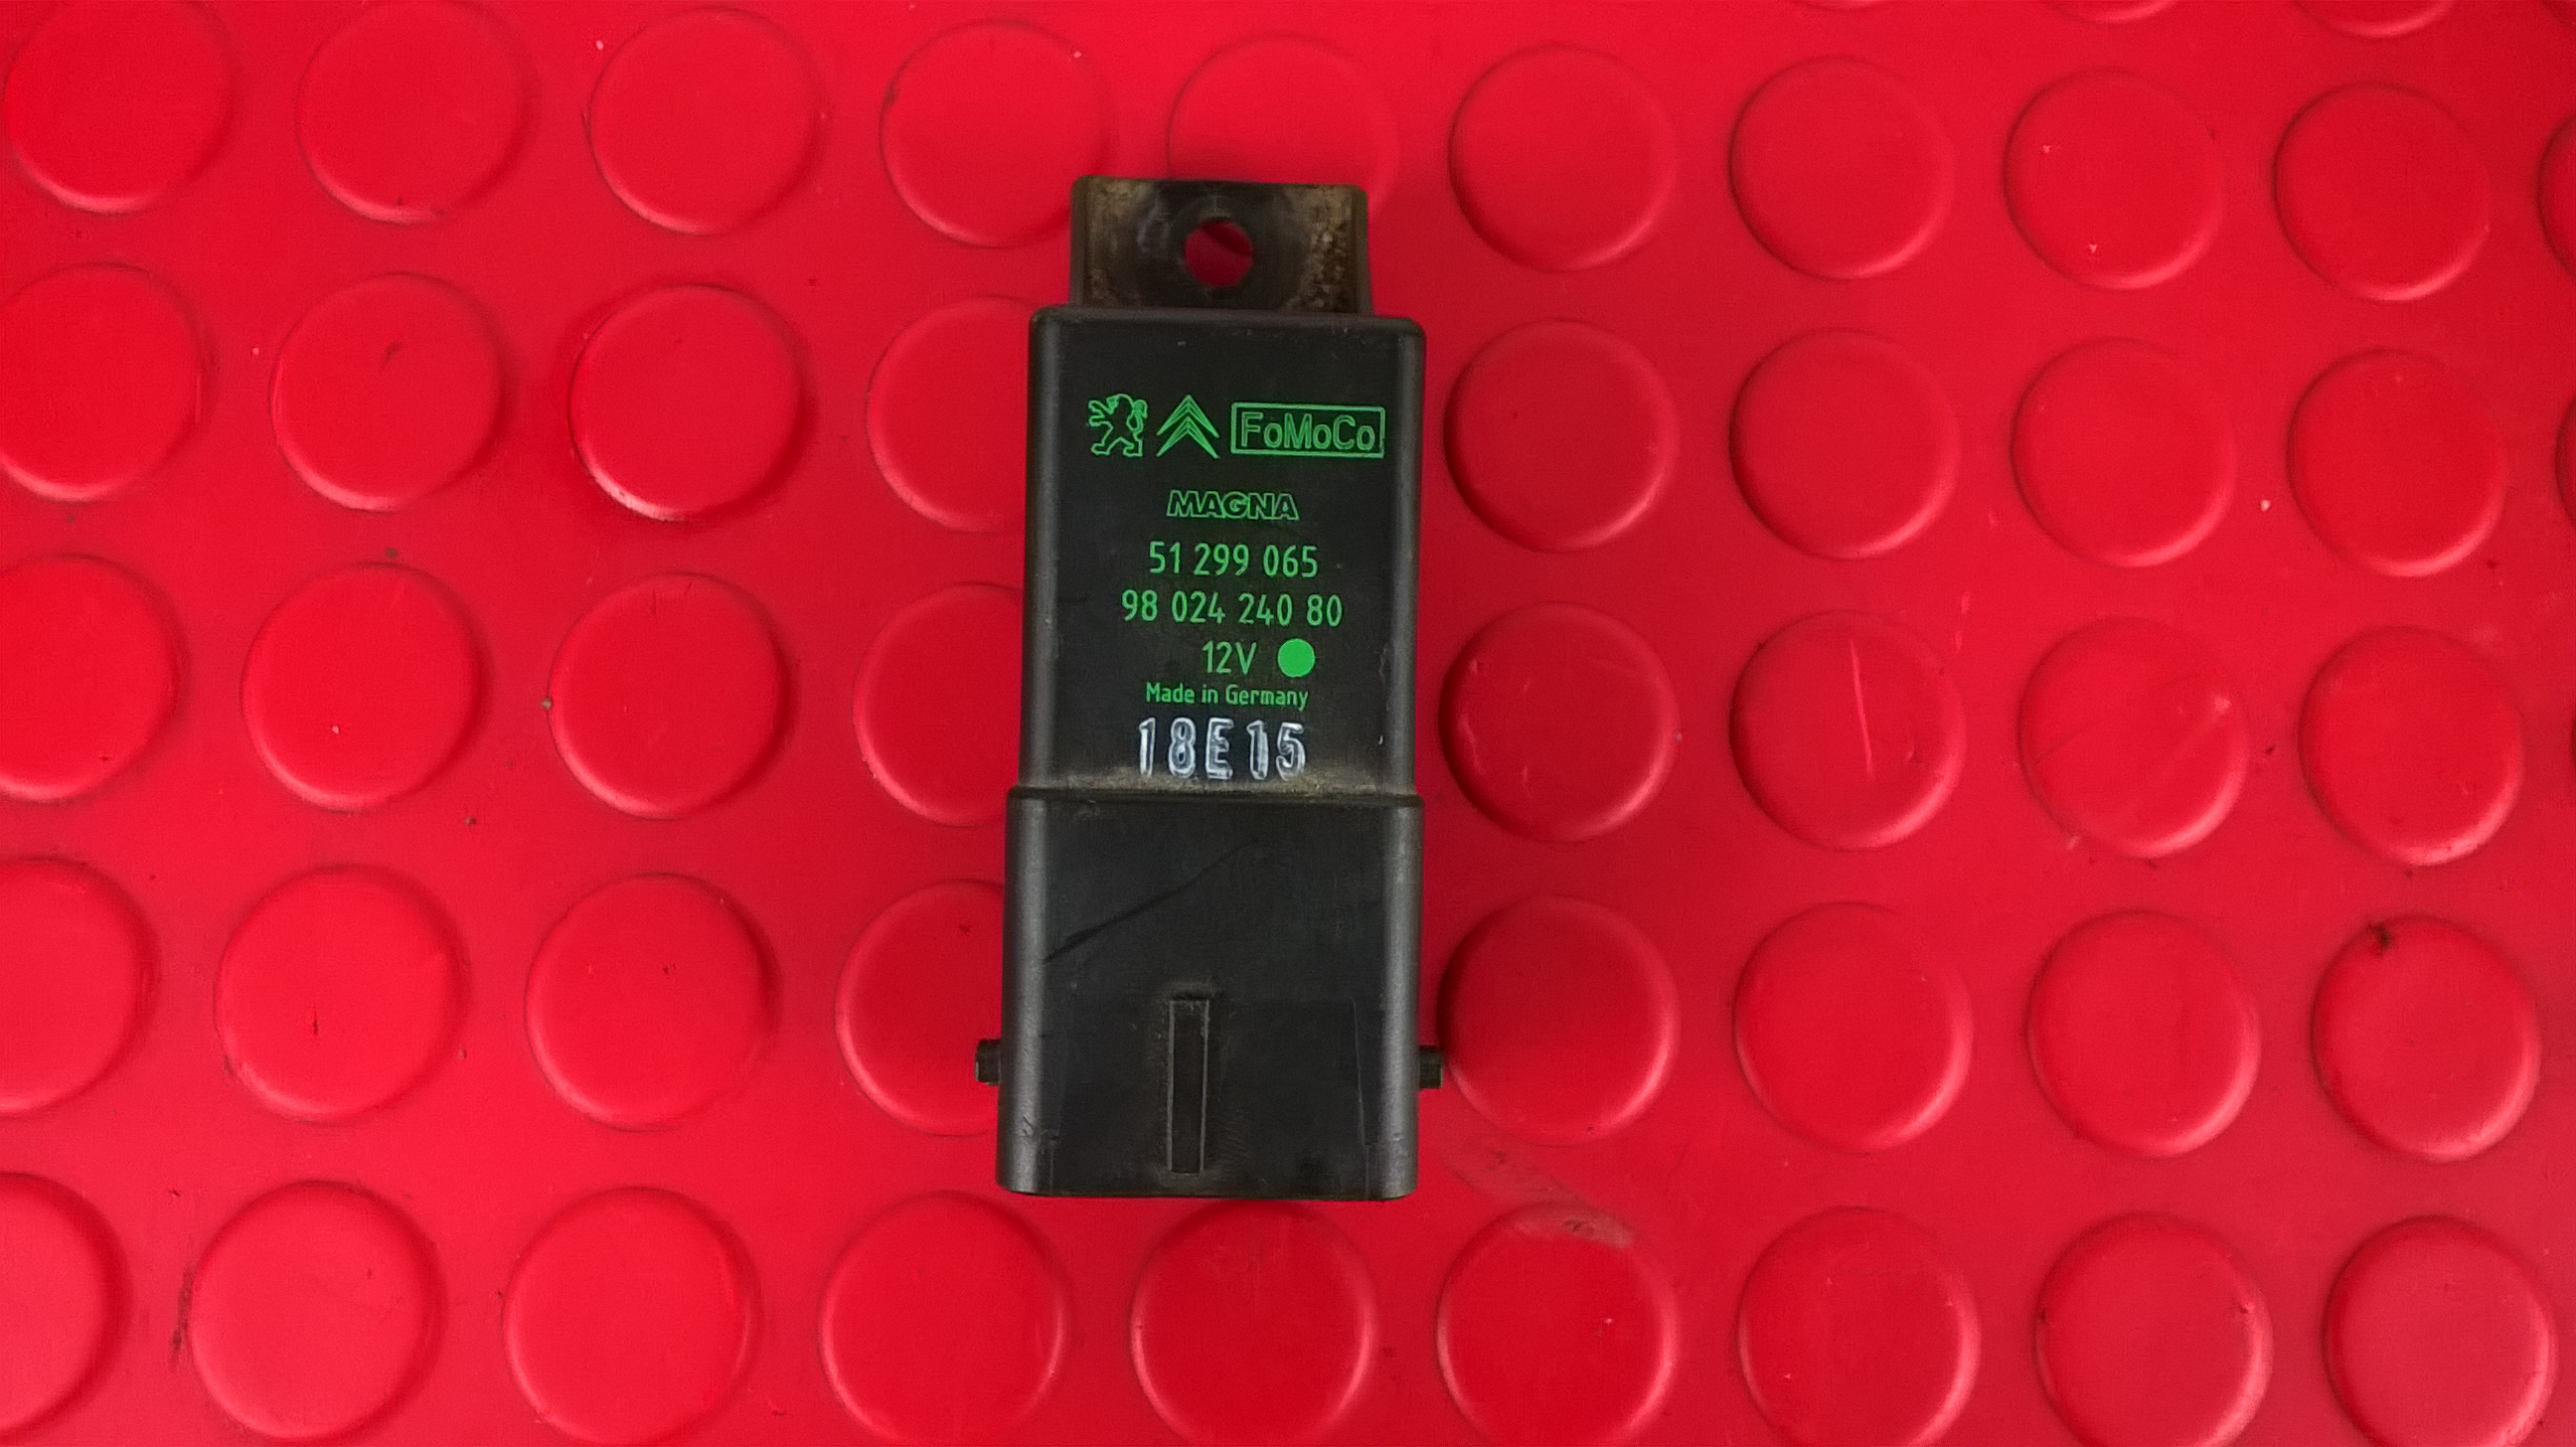 FoMoCo
MAGNA
51 299 065
98 024 240 80
12V
Made in Germany
18E15